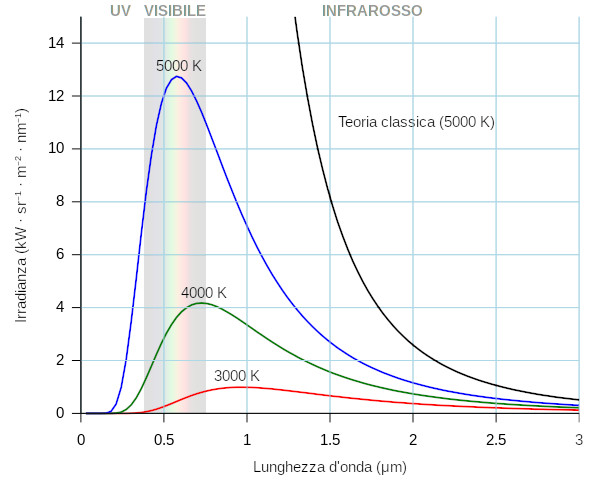 UV VISIBILE INFRAROSSO
14
12
10
8
6
4
2
0
5000 K
Teoria classica (5000 K)
4000 K
3000 K
Irradianza (kW · sr⁻¹ · m⁻² · nm⁻¹)
0 0.5 1 1.5 2 2.5 3
Lunghezza d'onda (μm)